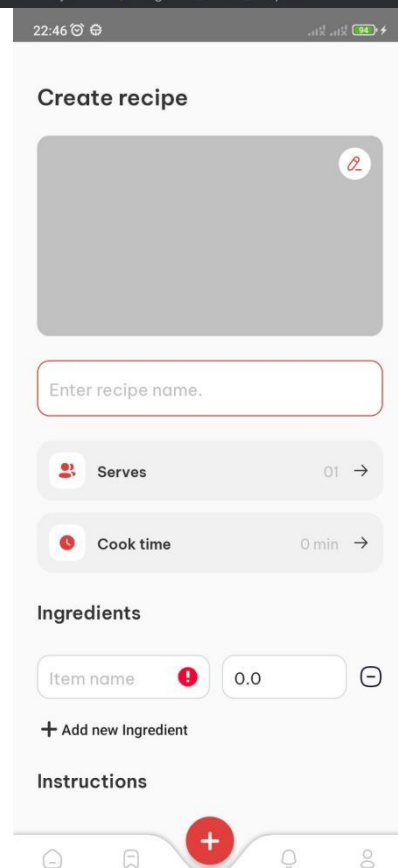 22:46 94
Create recipe
Enter recipe name.
Serves 01
Cook time 0 min
Ingredients
Item name 0.0
+ Add new Ingredient
Instructions